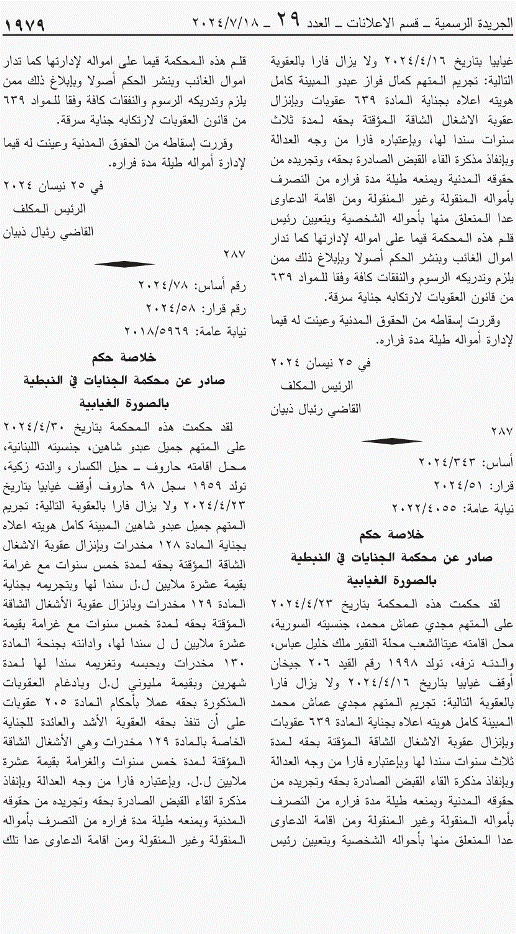 الجريدة الرسمية ــ قسم الاعلانات ــ العدد ٢٩ ــ ٢٠٢٤/٧/١٨
١٩٧٩
غيابيا بتاريخ ٢٠٢٤/٤/١٦ ولا يزال فارا بالعقوبة
التالية: تجريم المتهم كمال فواز عبدو المبينة كامل
هويته اعلاه بجناية المادة ٦٣٩ عقوبات وبإنزال
عقوبة الاشغال الشاقة المؤقتة بحقه لمدة ثلاث
سنوات سندا لها، وبإعتباره فارا من وجه العدالة
وبإنفاذ مذكرة القاء القبض الصادرة بحقه، وتجريده من
حقوقه المدنية وبمنعه طيلة مدة فراره من التصرف
بأمواله المنقولة وغير المنقولة ومن اقامة الدعاوى
عدا المتعلق منها بأحواله الشخصية وبتعيين رئيس
قلم هذه المحكمة قيما على امواله لإدارتها كما تدار
اموال الغائب وبنشر الحكم أصولا وبإبلاغ ذلك ممن
يلزم وتدريكه الرسوم والنفقات كافة وفقا للمواد ٦٣٩
من قانون العقوبات لارتكابه جناية سرقة.
وقررت إسقاطه من الحقوق المدنية وعينت له قيما
لإدارة أمواله طيلة مدة فراره.
في ٢٥ نيسان ٢٠٢٤
الرئيس المكلف
القاضي رئبال ذبيان
٢٨٧
أساس: ٢٠٢٤/٣٤٣
قرار: ٢٠٢٤/٥١
نيابة عامة: ٢٠٢٢/٤٠٥٥
خلاصة حكم
صادر عن محكمة الجنايات في النبطية
بالصورة الغيابية
لقد حكمت هذه المحكمة بتاريخ ٢٠٢٤/٤/٢٣
على المتهم مجدي عماش محمد، جنسيته السورية،
محل اقامته عيتاالشعب محلة النقير ملك خليل عباس،
والدته ترفه، تولد ١٩٩٨ رقم القيد ٢٠٦ جيخان
أوقف غيابيا بتاريخ ٢٠٢٤/٤/١٦ ولا يزال فارا
بالعقوبة التالية: تجريم المتهم مجدي عماش محمد
المبينة كامل هويته اعلاه بجناية المادة ٦٣٩ عقوبات
وبإنزال عقوبة الاشغال الشاقة المؤقتة بحقه لمدة
ثلاث سنوات سندا لها وبإعتباره فارا من وجه العدالة
وبإنفاذ مذكرة القاء القبض الصادرة بحقه وتجريده من
حقوقه المدنية وبمنعه طيلة مدة فراره من التصرف
بأمواله المنقولة وغير المنقولة ومن اقامة الدعاوى
عدا المتعلق منها بأحواله الشخصية وبتعيين رئيس
قلم هذه المحكمة قيما على امواله لإدارتها كما تدار
اموال الغائب وبنشر الحكم أصولا وبإبلاغ ذلك ممن
يلزم وتدريكه الرسوم والنفقات كافة وفقا للمواد ٦٣٩
من قانون العقوبات لارتكابه جناية سرقة.
وقررت إسقاطه من الحقوق المدنية وعينت له قيما
لإدارة أمواله طيلة مدة فراره.
في ٢٥ نيسان ٢٠٢٤
الرئيس المكلف
القاضي رئبال ذبيان
٢٨٧
رقم أساس: ٢٠٢٤/٧٨
رقم قرار: ٢٠٢٤/٥٨
نيابة عامة: ٢٠١٨/٥٩٦٩
خلاصة حكم
صادر عن محكمة الجنايات في النبطية
بالصورة الغيابية
لقد حكمت هذه المحكمة بتاريخ ٢٠٢٤/٤/٣٠
على المتهم جميل عبدو شاهين، جنسيته اللبنانية،
محل اقامته حاروف ــ حيل الكسار، والدته زكية،
تولد ١٩٥٩ سجل ٩٨ حاروف أوقف غيابيا بتاريخ
٢٠٢٤/٤/٢٣ ولا يزال فارا بالعقوبة التالية: تجريم
المتهم جميل عبدو شاهين المبينة كامل هويته اعلاه
بجناية المادة ١٢٨ مخدرات وبإنزال عقوبة الاشغال
الشاقة المؤقتة بحقه لمدة خمس سنوات مع غرامة
بقيمة عشرة ملايين ل.ل سندا لها وبتجريمه بجناية
المادة ١٢٩ مخدرات وبانزال عقوبة الأشغال الشاقة
المؤقتة بحقه لمدة خمس سنوات مع غرامة بقيمة
عشرة ملايين ل ل سندا لها، وادانته بجنحة المادة
١٣٠ مخدرات وبحبسه وتغريمه سندا لها لمدة
شهرين وبقيمة مليوني ل.ل وبادغام العقوبات
المذكورة بحقه عملا بأحكام المادة ٢٠٥ عقوبات
على أن تنفذ بحقه العقوبة الأشد والعائدة للجناية
الخاصة بالمادة ١٢٩ مخدرات وهي الأشغال الشاقة
المؤقتة لمدة خمس سنوات والغرامة بقيمة عشرة
ملايين ل.ل. وبإعتباره فارا من وجه العدالة وبإنفاذ
مذكرة القاء القبض الصادرة بحقه وتجريده من حقوقه
المدنية وبمنعه طيلة مدة فراره من التصرف بأمواله
المنقولة وغير المنقولة ومن اقامة الدعاوى عدا تلك